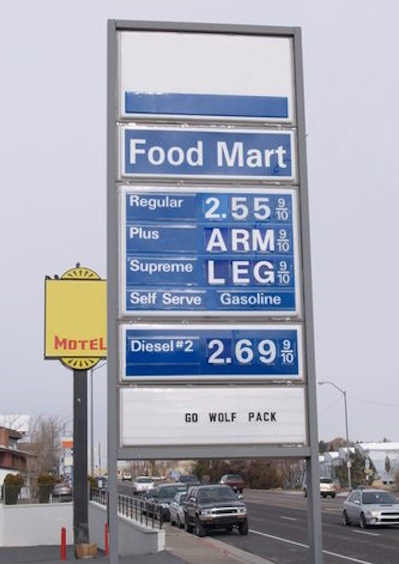 Food Mart
Regular 2.55 9/10
Plus ARM 9/10
Supreme LEG 9/10
Self Serve Gasoline
MOTEL
Diesel #2 2.69 9/10
GO WOLF PACK